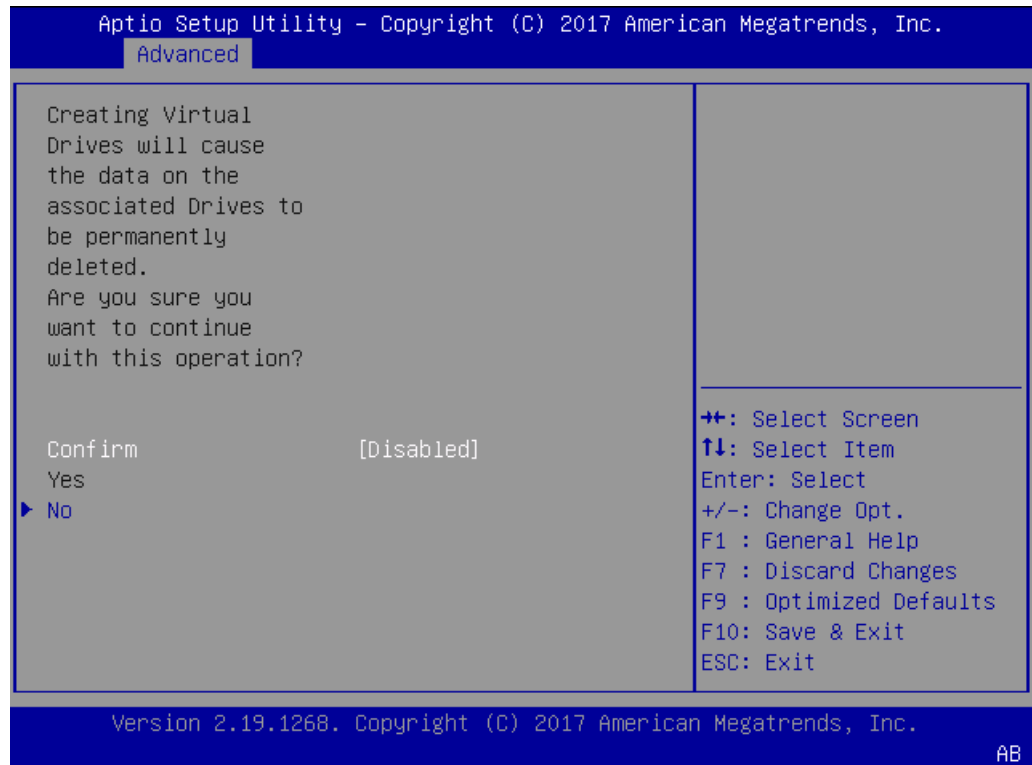 Aptio Setup Utility – Copyright (C) 2017 American Megatrends, Inc.
Advanced
Creating Virtual
Drives will cause
the data on the
associated Drives to
be permanently
deleted.
Are you sure you
want to continue
with this operation?
Confirm [Disabled]
Yes
▶ No
→←: Select Screen
↑↓: Select Item
Enter: Select
+/-: Change Opt.
F1 : General Help
F7 : Discard Changes
F9 : Optimized Defaults
F10: Save & Exit
ESC: Exit
Version 2.19.1268. Copyright (C) 2017 American Megatrends, Inc.
AB